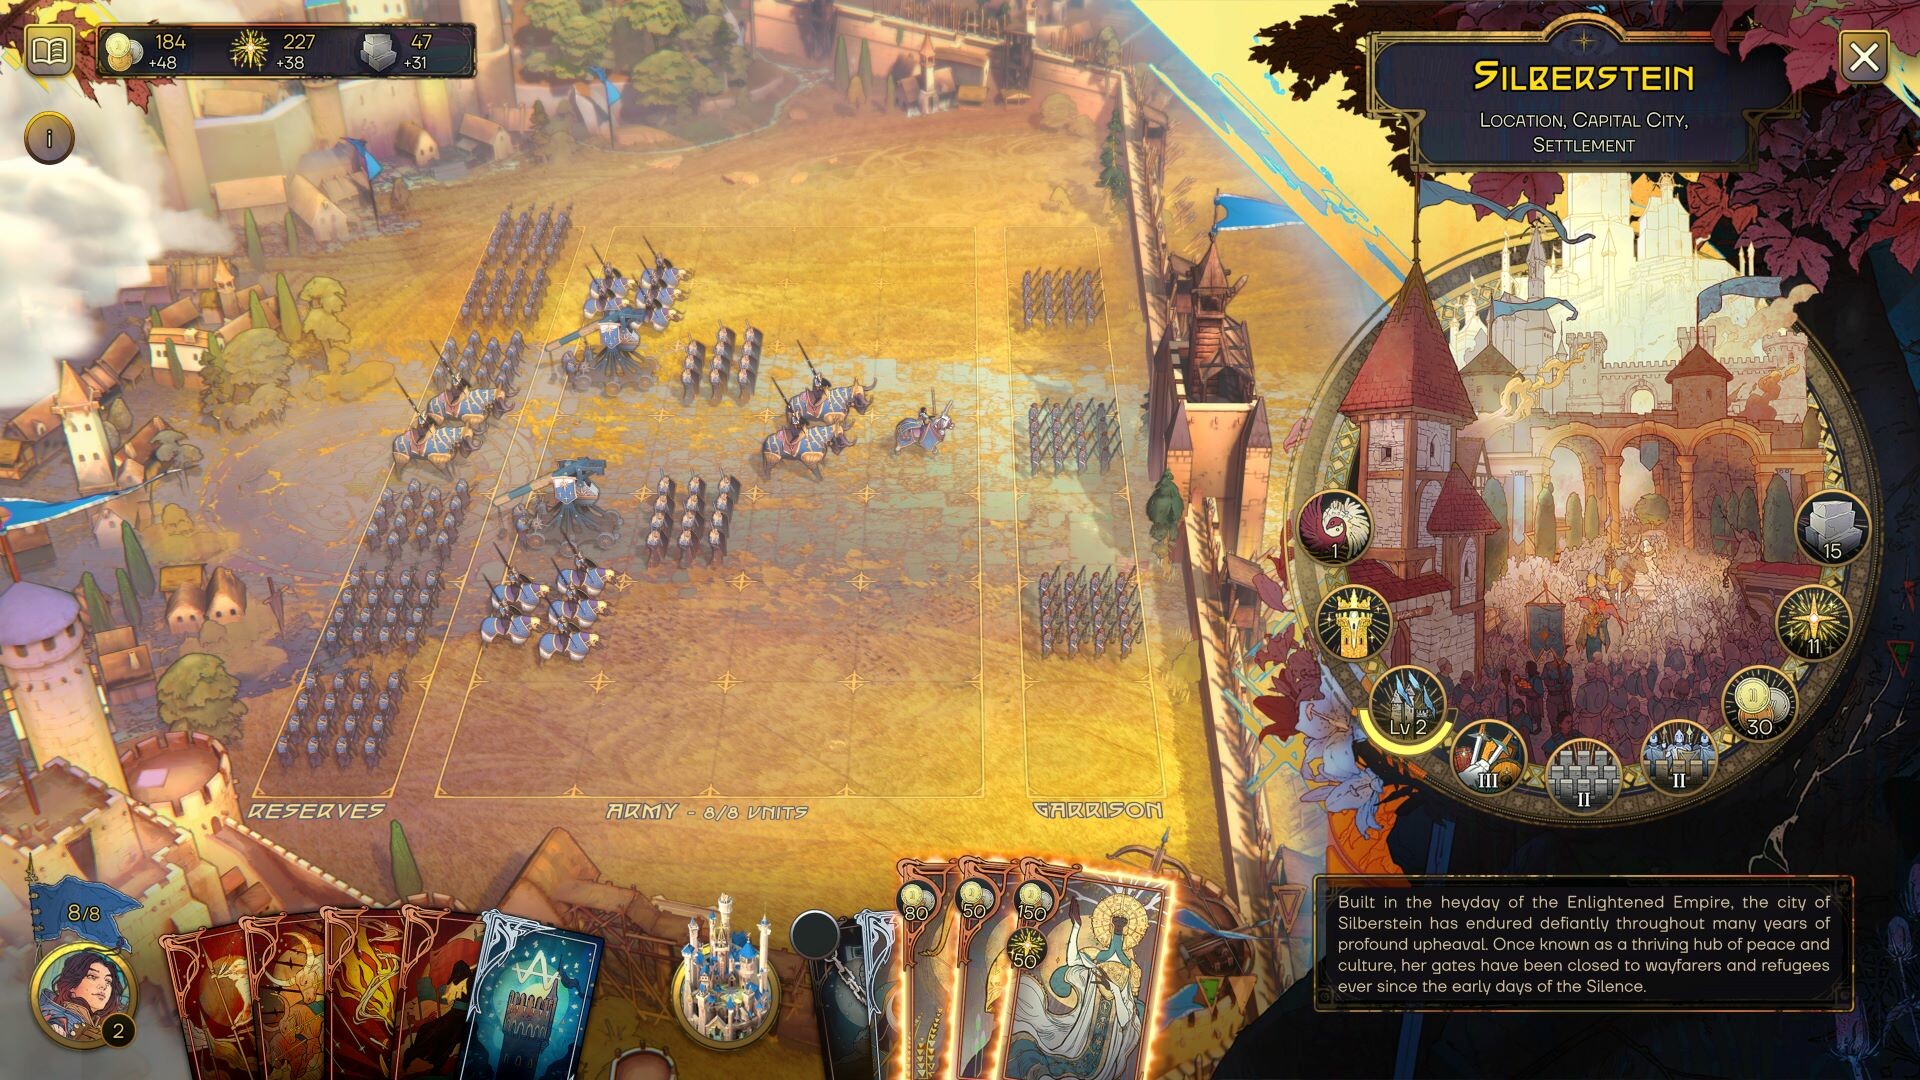 184
+48
227
+38
47
+31
i
SILBERSTEIN
LOCATION, CAPITAL CITY,
SETTLEMENT
1
15
11
Lv 2
30
III
II
II
RESERVES
ARMY - 8/8 UNITS
GARRISON
8/8
2
80
50
150
50
Built in the heyday of the Enlightened Empire, the city of
Silberstein has endured defiantly throughout many years of
profound upheaval. Once known as a thriving hub of peace and
culture, her gates have been closed to wayfarers and refugees
ever since the early days of the Silence.